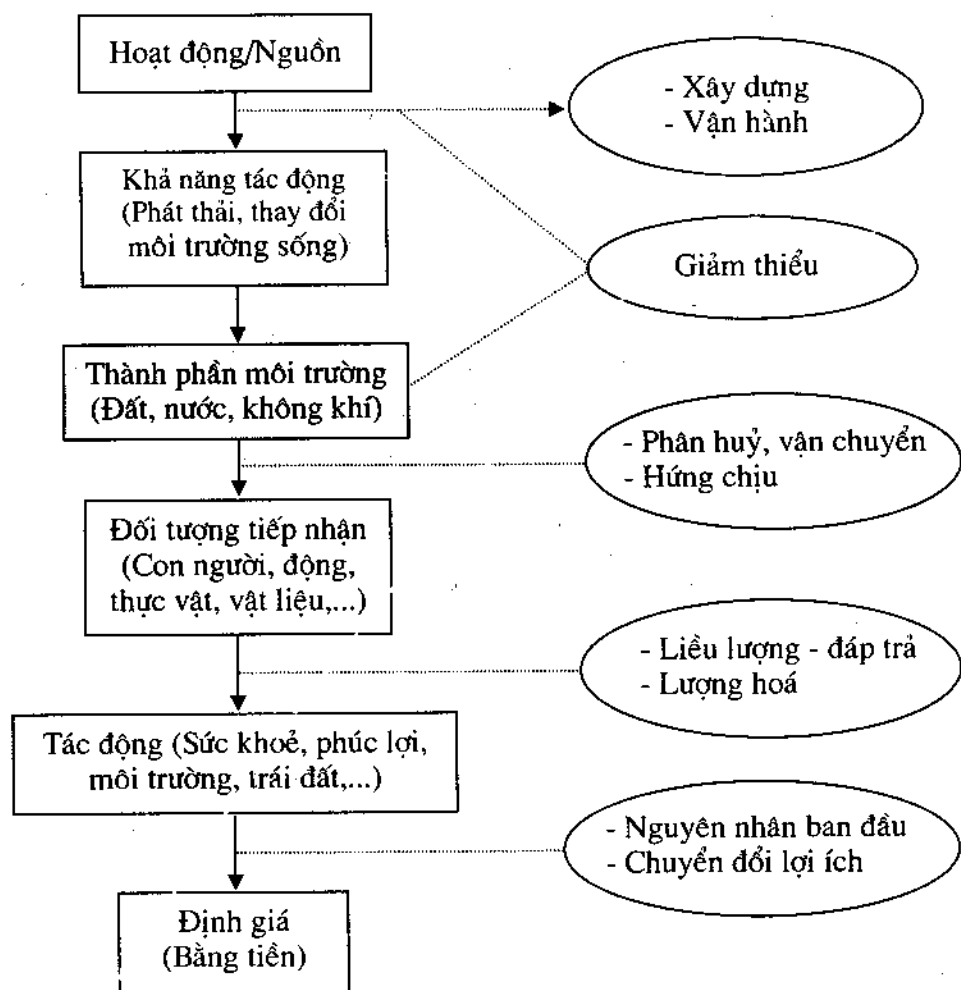 Hoạt động/Nguồn
- Xây dựng
- Vận hành
Khả năng tác động
(Phát thải, thay đổi
môi trường sống)
Giảm thiểu
Thành phần môi trường
(Đất, nước, không khí)
- Phân huỷ, vận chuyển
- Hứng chịu
Đối tượng tiếp nhận
(Con người, động,
thực vật, vật liệu,...)
- Liều lượng - đáp trả
- Lượng hoá
Tác động (Sức khoẻ, phúc lợi,
môi trường, trái đất,...)
- Nguyên nhân ban đầu
- Chuyển đổi lợi ích
Định giá
(Bằng tiền)